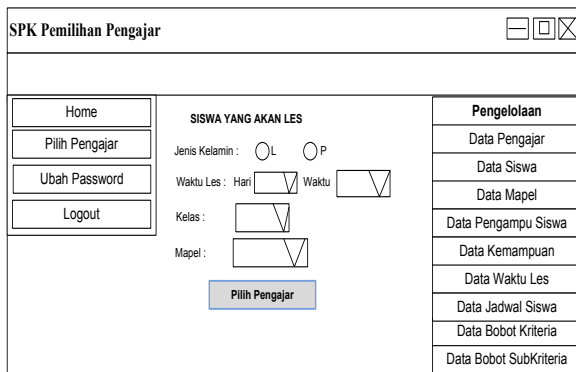 SPK Pemilihan Pengajar
Home
Pilih Pengajar
Ubah Password
Logout
SISWA YANG AKAN LES
Jenis Kelamin : L P
Waktu Les : Hari Waktu
Kelas :
Mapel :
Pilih Pengajar
Pengelolaan
Data Pengajar
Data Siswa
Data Mapel
Data Pengampu Siswa
Data Kemampuan
Data Waktu Les
Data Jadwal Siswa
Data Bobot Kriteria
Data Bobot SubKriteria